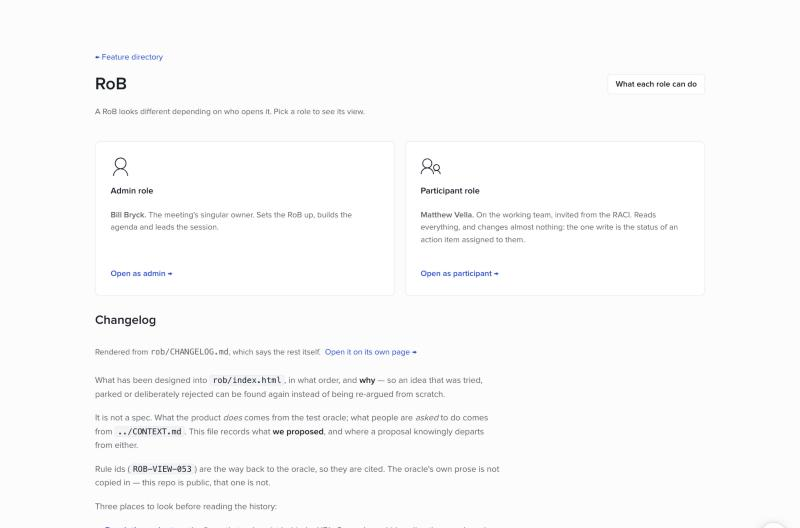 ← Feature directory
RoB
What each role can do
A RoB looks different depending on who opens it. Pick a role to see its view.
Admin role
Bill Bryck. The meeting's singular owner. Sets the RoB up, builds the
agenda and leads the session.
Open as admin →
Participant role
Matthew Vella. On the working team, invited from the RACI. Reads
everything, and changes almost nothing: the one write is the status of an
action item assigned to them.
Open as participant →
Changelog
Rendered from rob/CHANGELOG.md, which says the rest itself. Open it on its own page →
What has been designed into rob/index.html, in what order, and why — so an idea that was tried,
parked or deliberately rejected can be found again instead of being re-argued from scratch.
It is not a spec. What the product does comes from the test oracle; what people are asked to do comes
from ../CONTEXT.md. This file records what we proposed, and where a proposal knowingly departs
from either.
Rule ids (ROB-VIEW-053) are the way back to the oracle, so they are cited. The oracle's own prose is not
copied in — this repo is public, that one is not.
Three places to look before reading the history: